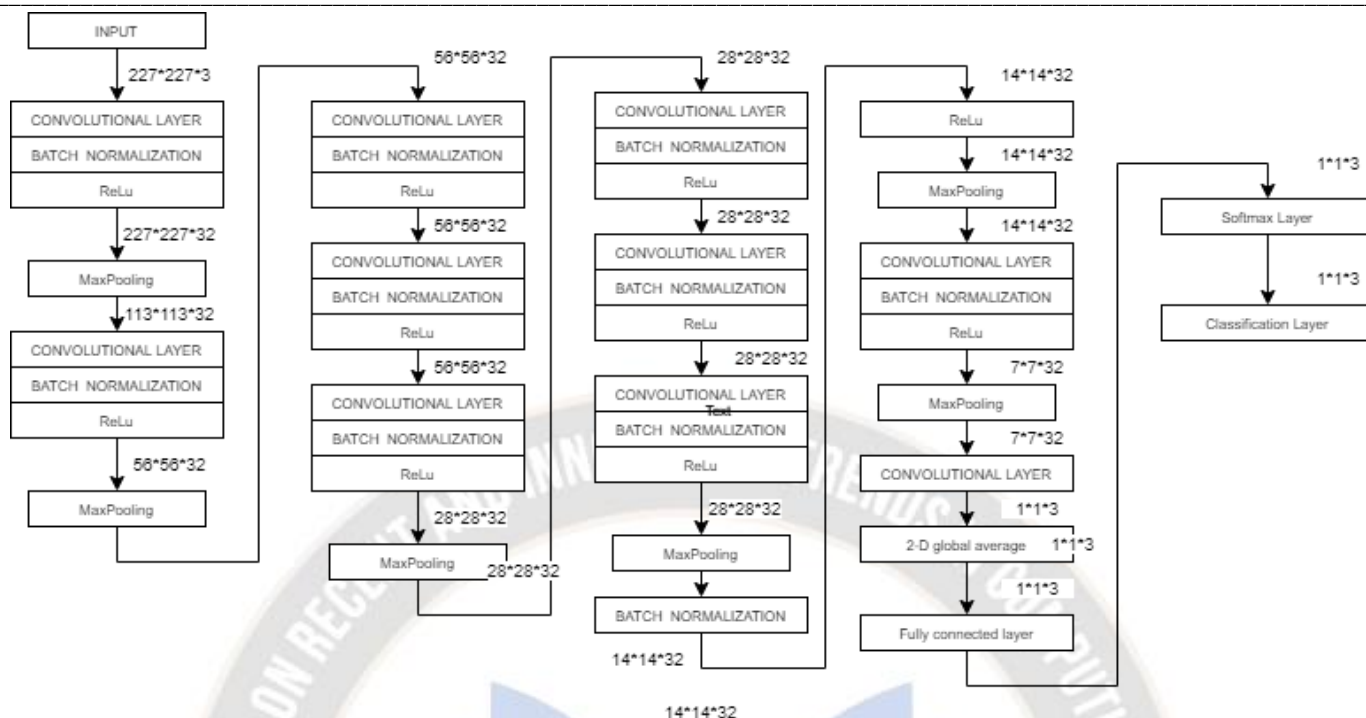 INPUT
227*227*3
CONVOLUTIONAL LAYER
BATCH NORMALIZATION
ReLu
227*227*32
MaxPooling
113*113*32
CONVOLUTIONAL LAYER
BATCH NORMALIZATION
ReLu
56*56*32
MaxPooling
56*56*32
CONVOLUTIONAL LAYER
BATCH NORMALIZATION
ReLu
56*56*32
CONVOLUTIONAL LAYER
BATCH NORMALIZATION
ReLu
56*56*32
CONVOLUTIONAL LAYER
BATCH NORMALIZATION
ReLu
28*28*32
MaxPooling
28*28*32
28*28*32
CONVOLUTIONAL LAYER
BATCH NORMALIZATION
ReLu
28*28*32
CONVOLUTIONAL LAYER
BATCH NORMALIZATION
ReLu
28*28*32
CONVOLUTIONAL LAYER
Text
BATCH NORMALIZATION
ReLu
28*28*32
MaxPooling
BATCH NORMALIZATION
14*14*32
14*14*32
14*14*32
ReLu
14*14*32
MaxPooling
14*14*32
CONVOLUTIONAL LAYER
BATCH NORMALIZATION
ReLu
7*7*32
MaxPooling
7*7*32
CONVOLUTIONAL LAYER
1*1*3
2-D global average
1*1*3
1*1*3
Fully connected layer
1*1*3
Softmax Layer
1*1*3
Classification Layer
ON RECENT AND INN TRENDS COMPUTI